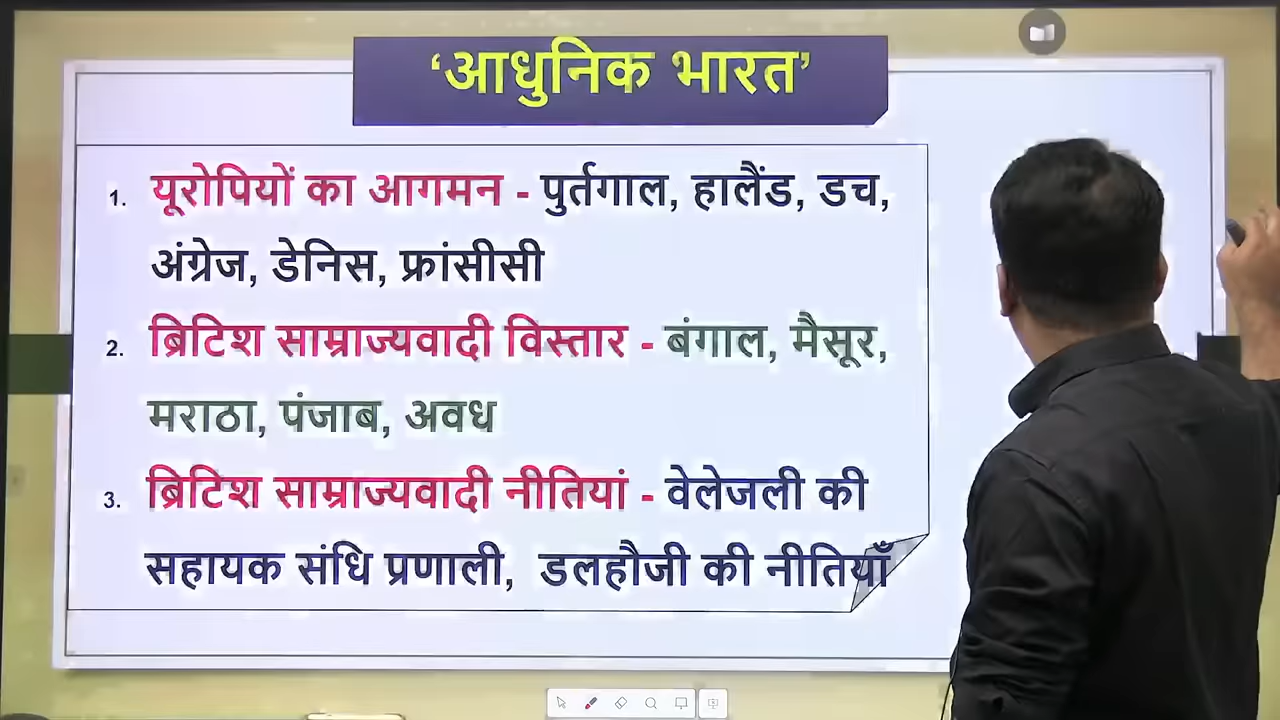 ‘आधुनिक भारत’
1. यूरोपियों का आगमन - पुर्तगाल, हालैंड, डच,
अंग्रेज, डेनिस, फ्रांसीसी
2. ब्रिटिश साम्राज्यवादी विस्तार - बंगाल, मैसूर,
मराठा, पंजाब, अवध
3. ब्रिटिश साम्राज्यवादी नीतियां - वेलेजली की
सहायक संधि प्रणाली, डलहौजी की नीतियाँ